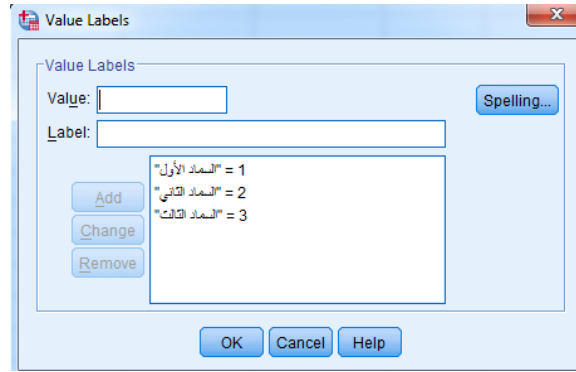 Value Labels
Value Labels
Value:
Spelling...
Label:
1 = "السماد الأول"
2 = "السماد الثاني"
3 = "السماد الثالث"
Add
Change
Remove
OK Cancel Help